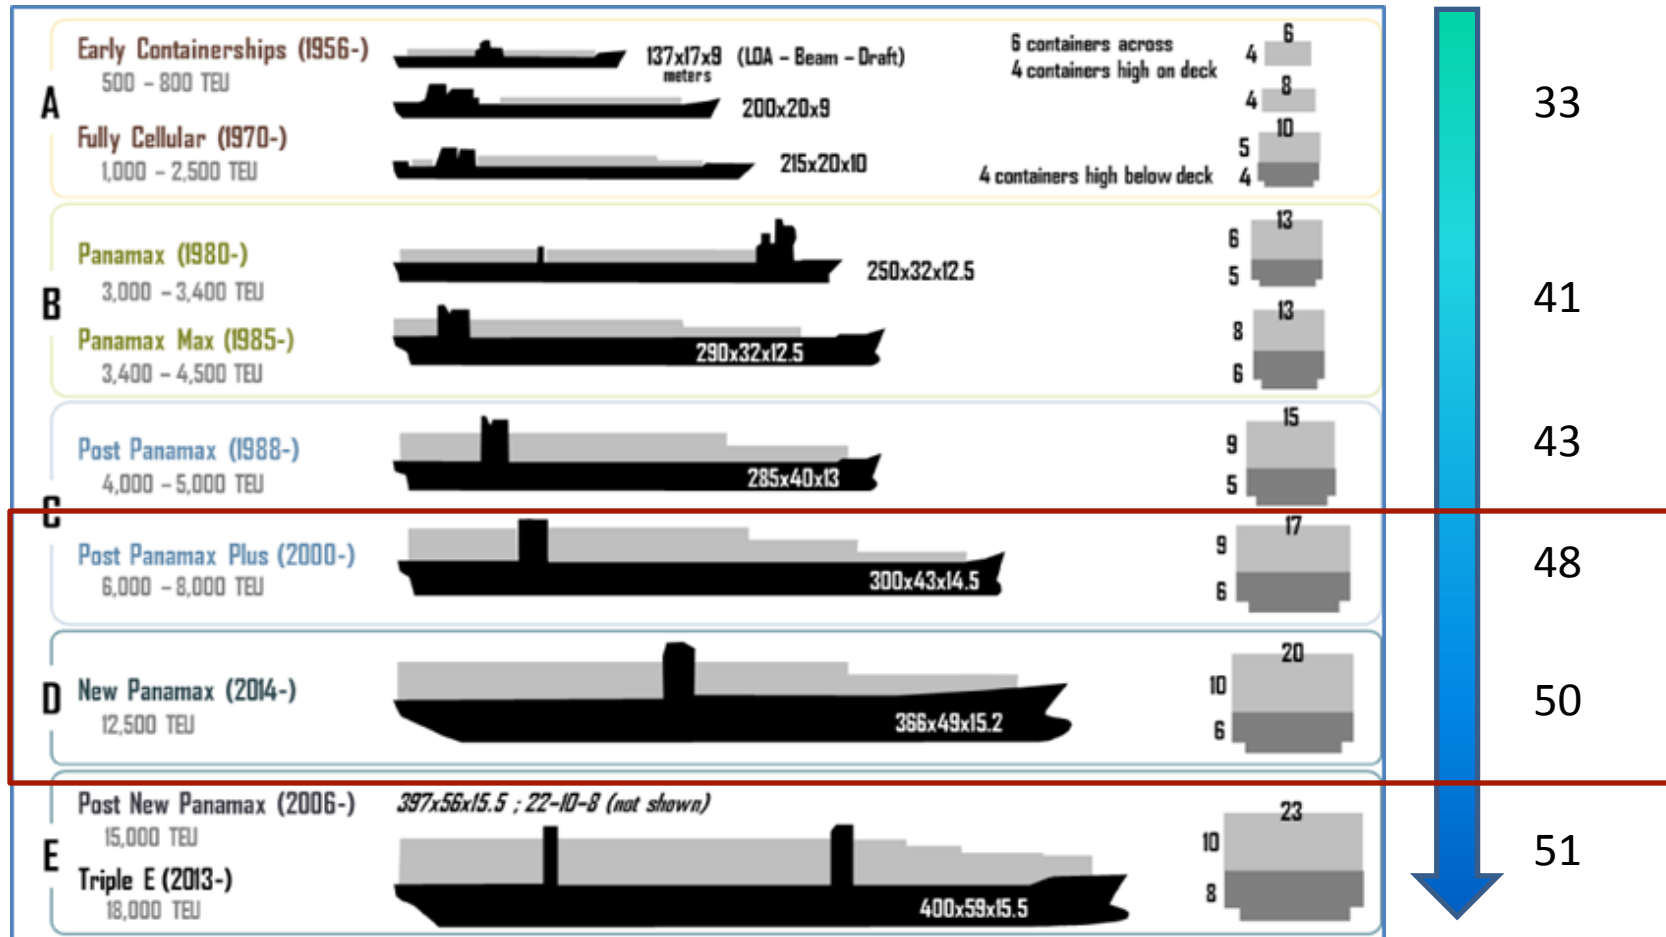 A
Early Containerships (1956-)
500 – 800 TEU
137x17x9 (LOA – Beam – Draft)
meters
200x20x9
6 containers across
4 containers high on deck
6
4
8
4
Fully Cellular (1970-)
1,000 – 2,500 TEU
215x20x10
4 containers high below deck
10
5
4
33
B
Panamax (1980-)
3,000 – 3,400 TEU
250x32x12.5
13
6
5
Panamax Max (1985-)
3,400 – 4,500 TEU
290x32x12.5
13
8
6
41
C
Post Panamax (1988-)
4,000 – 5,000 TEU
285x40x13
15
9
5
43
Post Panamax Plus (2000-)
6,000 – 8,000 TEU
300x43x14.5
17
9
6
48
D
New Panamax (2014-)
12,500 TEU
366x49x15.2
20
10
6
50
E
Post New Panamax (2006-)
15,000 TEU
397x56x15.5 ; 22-10-8 (not shown)
Triple E (2013-)
18,000 TEU
400x59x15.5
23
10
8
51